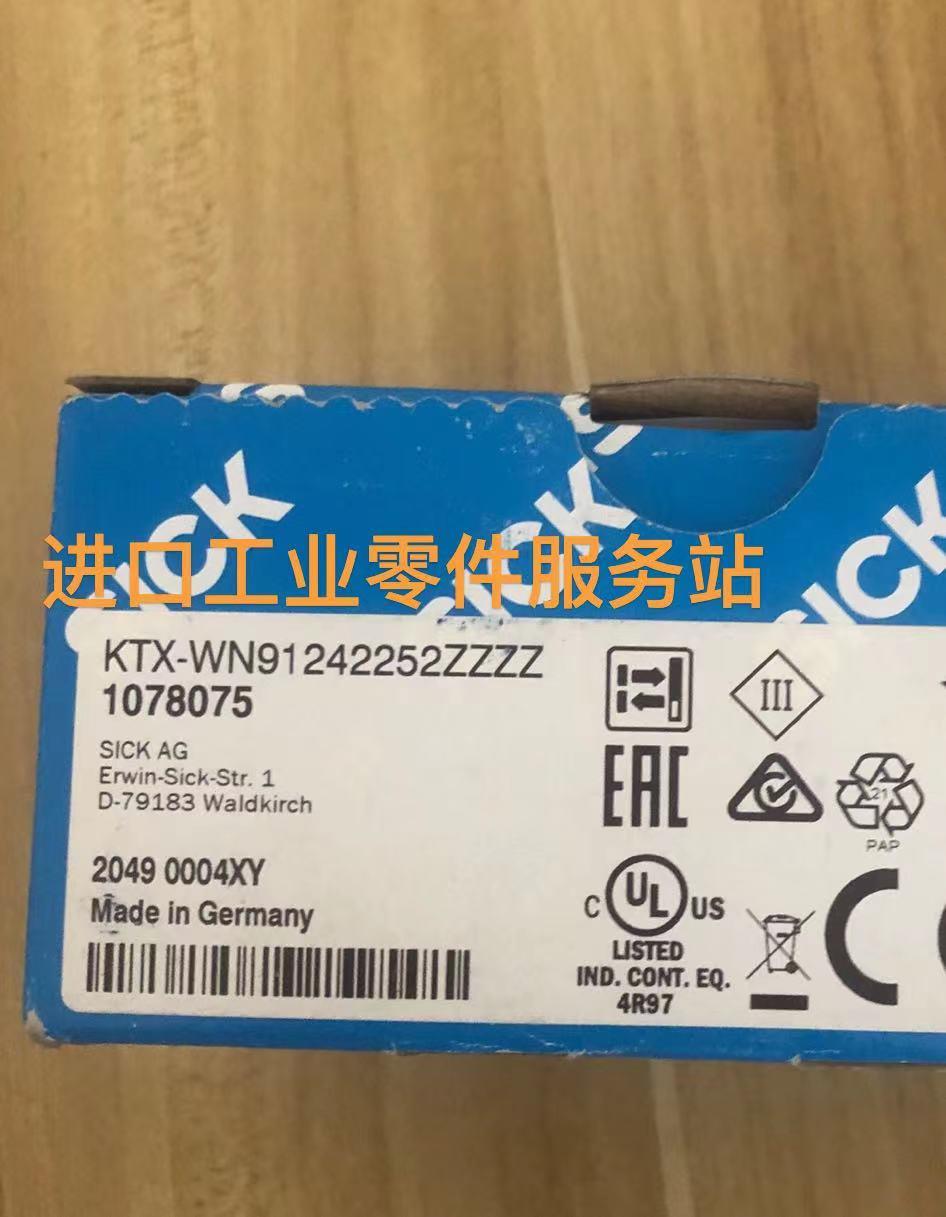 SICK
SICK
SICK
进口工业零件服务站
KTX-WN91242252ZZZZ
1078075
SICK AG
Erwin-Sick-Str. 1
D-79183 Waldkirch
2049 0004XY
Made in Germany
III
EAC
21
PAP
C UL US
LISTED
IND. CONT. EQ.
4R97